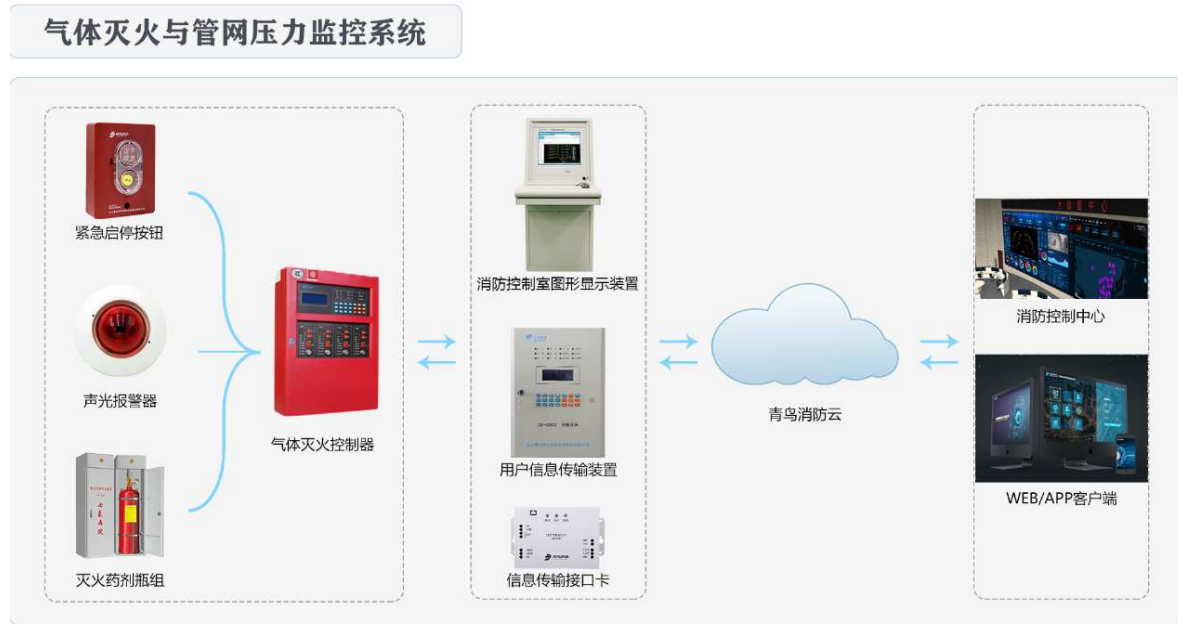 气体灭火与管网压力监控系统
紧急启停按钮
声光报警器
灭火药剂瓶组
气体灭火控制器
消防控制室图形显示装置
用户信息传输装置
信息传输接口卡
青鸟消防云
消防控制中心
WEB/APP客户端